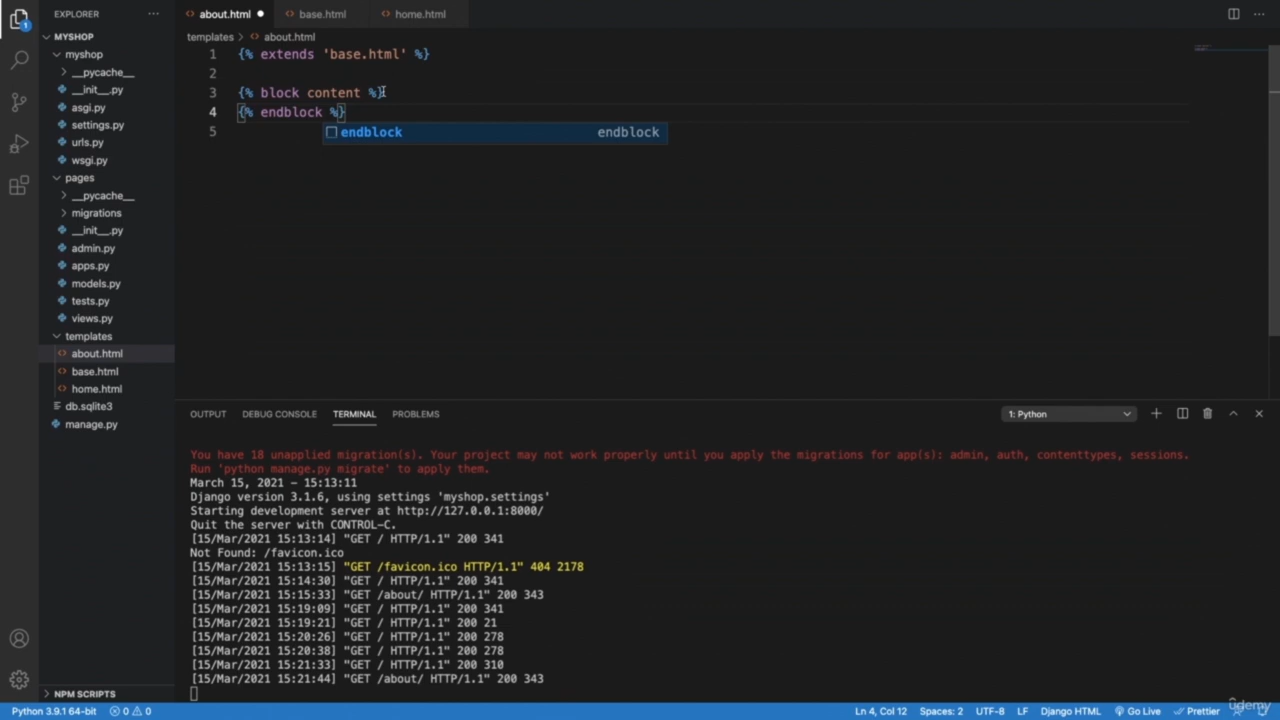 EXPLORER
MYSHOP
myshop
__pycache__
__init__.py
asgi.py
settings.py
urls.py
wsgi.py
pages
__pycache__
migrations
__init__.py
admin.py
apps.py
models.py
tests.py
views.py
templates
about.html
base.html
home.html
db.sqlite3
manage.py
NPM SCRIPTS
about.html base.html home.html
templates > about.html
1 {% extends 'base.html' %}
2
3 {% block content %}
4 {% endblock %}
5
endblock endblock
OUTPUT DEBUG CONSOLE TERMINAL PROBLEMS 1: Python
You have 18 unapplied migration(s). Your project may not work properly until you apply the migrations for app(s): admin, auth, contenttypes, sessions.
Run 'python manage.py migrate' to apply them.
March 15, 2021 - 15:13:11
Django version 3.1.6, using settings 'myshop.settings'
Starting development server at http://127.0.0.1:8000/
Quit the server with CONTROL-C.
[15/Mar/2021 15:13:14] "GET / HTTP/1.1" 200 341
Not Found: /favicon.ico
[15/Mar/2021 15:13:15] "GET /favicon.ico HTTP/1.1" 404 2178
[15/Mar/2021 15:14:30] "GET / HTTP/1.1" 200 341
[15/Mar/2021 15:15:33] "GET /about/ HTTP/1.1" 200 343
[15/Mar/2021 15:19:09] "GET / HTTP/1.1" 200 341
[15/Mar/2021 15:19:21] "GET / HTTP/1.1" 200 21
[15/Mar/2021 15:20:26] "GET / HTTP/1.1" 200 278
[15/Mar/2021 15:20:38] "GET / HTTP/1.1" 200 278
[15/Mar/2021 15:21:33] "GET / HTTP/1.1" 200 310
[15/Mar/2021 15:21:44] "GET /about/ HTTP/1.1" 200 343
Python 3.9.1 64-bit 0 0 Ln 4, Col 12 Spaces: 2 UTF-8 LF Django HTML Go Live Prettier
udemy